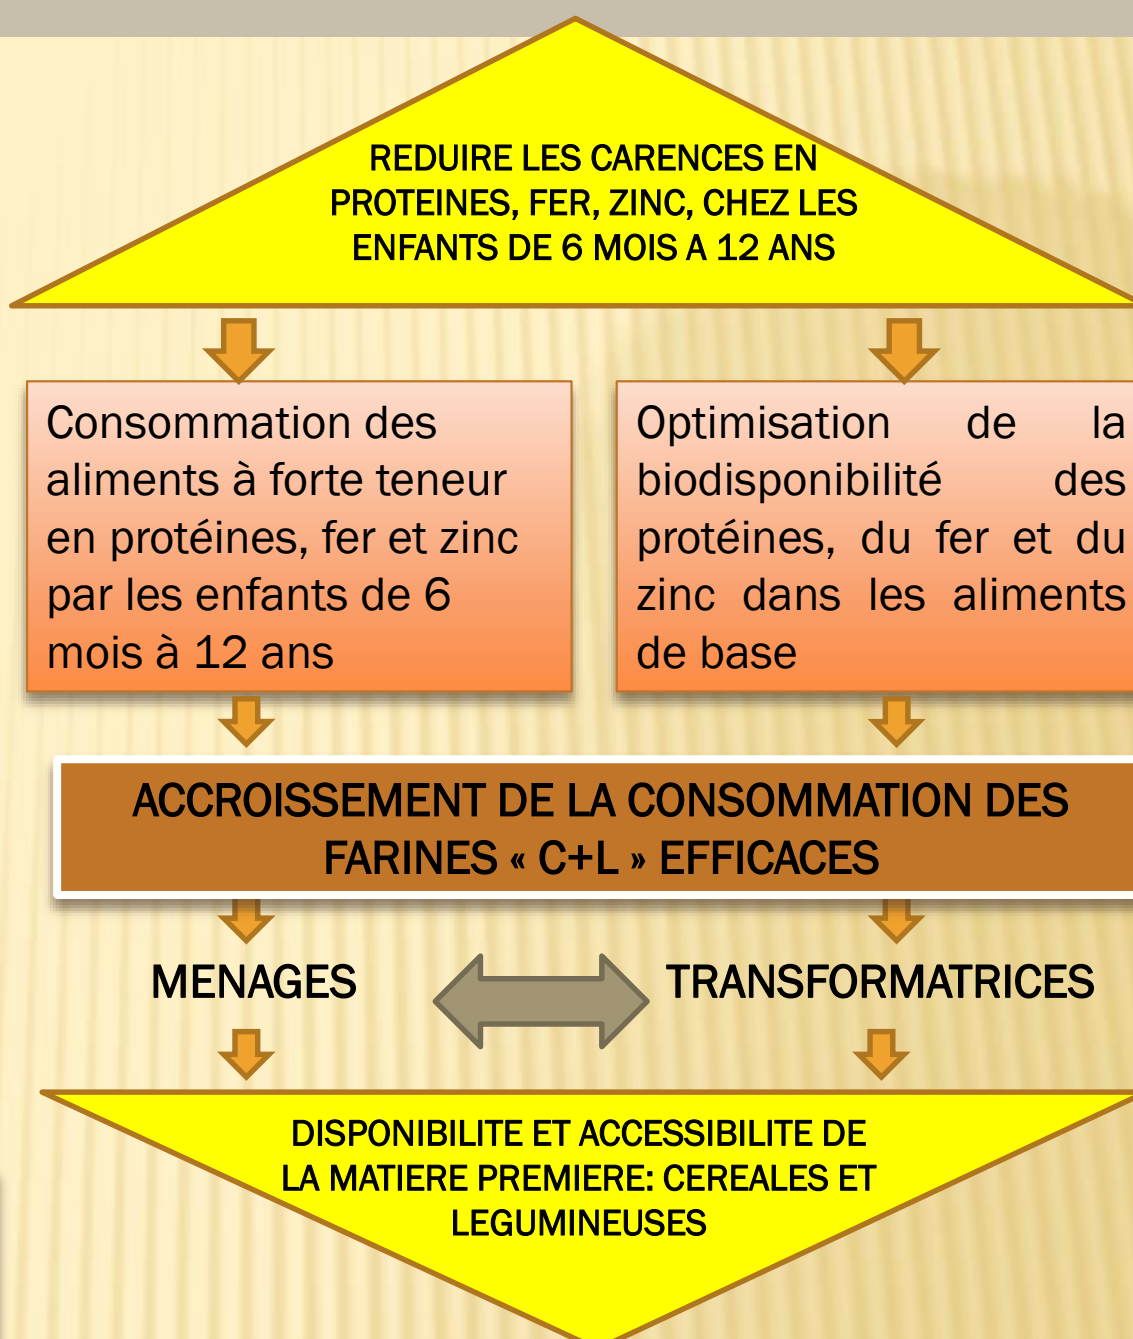 REDUIRE LES CARENCES EN
PROTEINES, FER, ZINC, CHEZ LES
ENFANTS DE 6 MOIS A 12 ANS
Consommation des
aliments à forte teneur
en protéines, fer et zinc
par les enfants de 6
mois à 12 ans
Optimisation de la
biodisponibilité des
protéines, du fer et du
zinc dans les aliments
de base
ACCROISSEMENT DE LA CONSOMMATION DES
FARINES « C+L » EFFICACES
MENAGES
TRANSFORMATRICES
DISPONIBILITE ET ACCESSIBILITE DE
LA MATIERE PREMIERE: CEREALES ET
LEGUMINEUSES